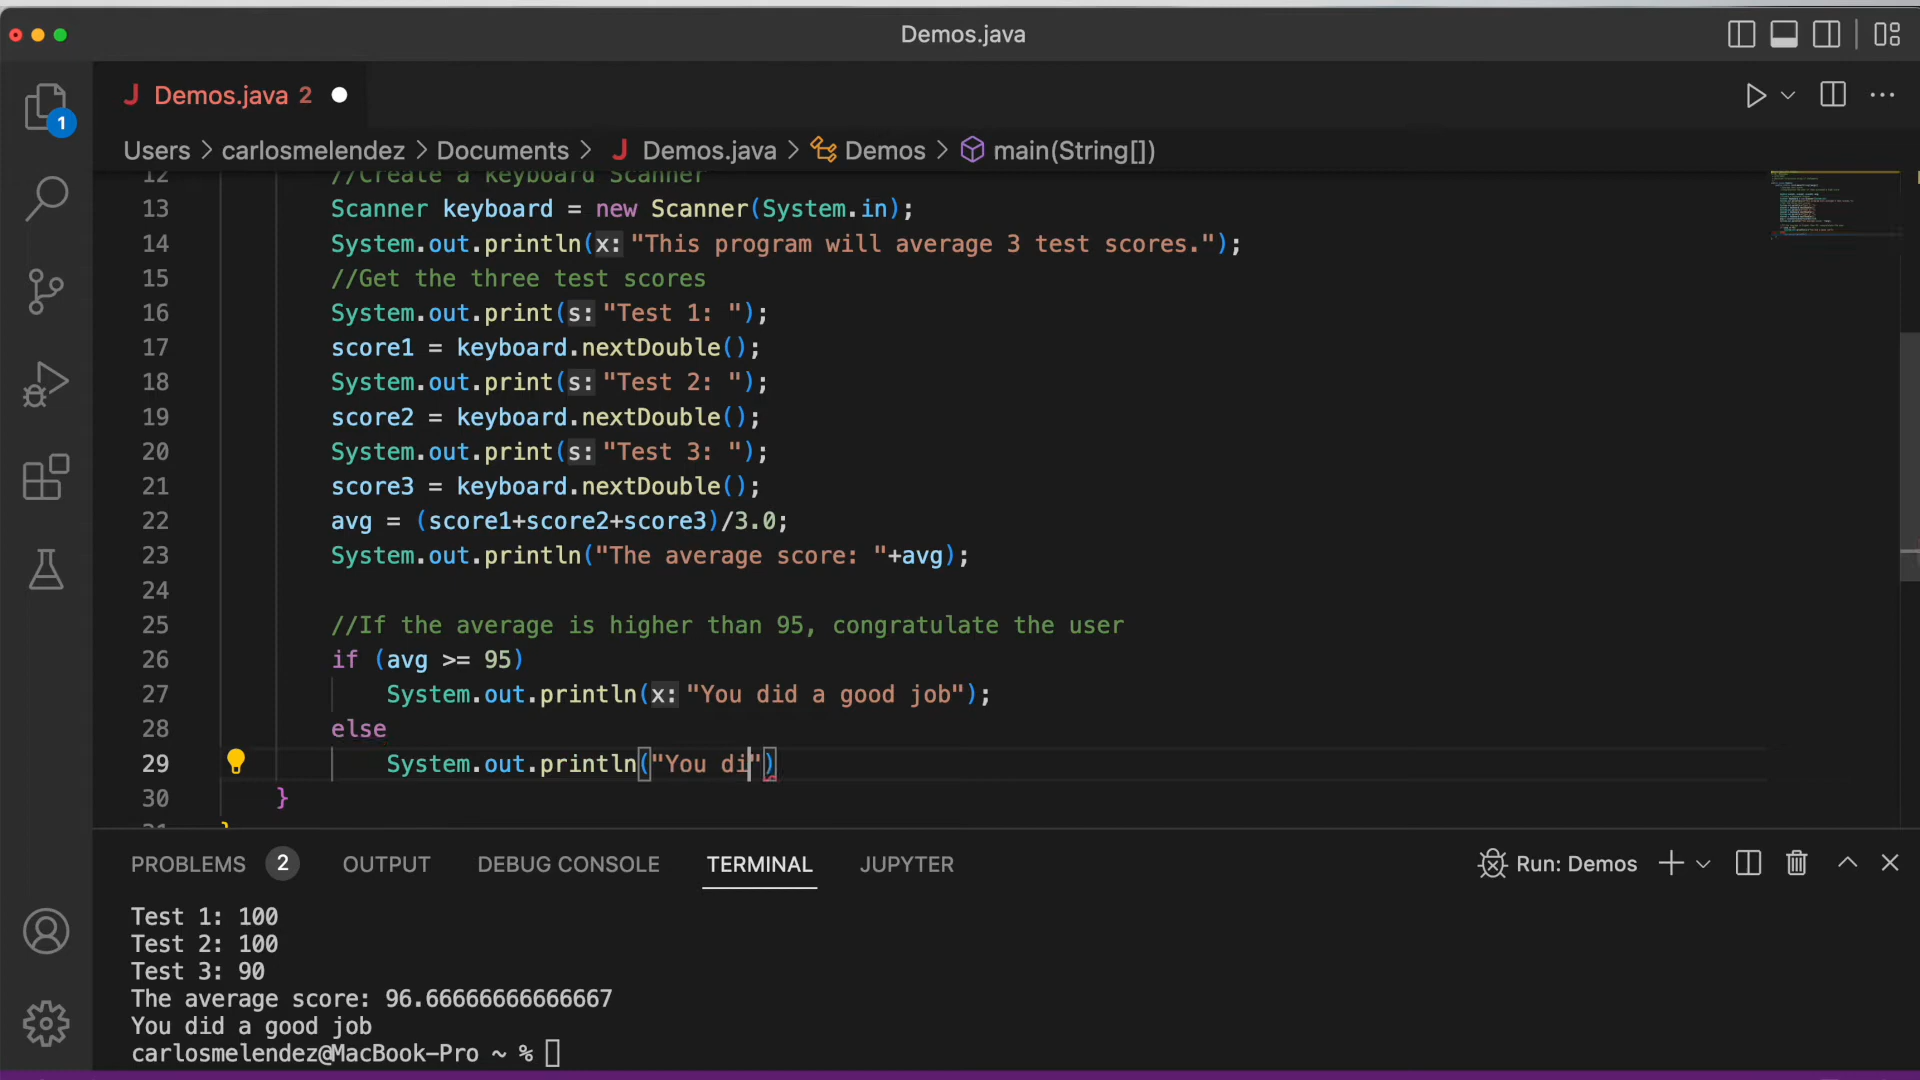 Demos.java
1
J Demos.java 2
Users > carlosmelendez > Documents > J Demos.java > Demos > main(String[])
12 //Create a keyboard Scanner
13 Scanner keyboard = new Scanner(System.in);
14 System.out.println(x: "This program will average 3 test scores.");
15 //Get the three test scores
16 System.out.print(s: "Test 1: ");
17 score1 = keyboard.nextDouble();
18 System.out.print(s: "Test 2: ");
19 score2 = keyboard.nextDouble();
20 System.out.print(s: "Test 3: ");
21 score3 = keyboard.nextDouble();
22 avg = (score1+score2+score3)/3.0;
23 System.out.println("The average score: "+avg);
24
25 //If the average is higher than 95, congratulate the user
26 if (avg >= 95)
27 System.out.println(x: "You did a good job");
28 else
29 System.out.println("You di")
30 }
31 }
PROBLEMS 2 OUTPUT DEBUG CONSOLE TERMINAL JUPYTER Run: Demos
Test 1: 100
Test 2: 100
Test 3: 90
The average score: 96.66666666666667
You did a good job
carlosmelendez@MacBook-Pro ~ %